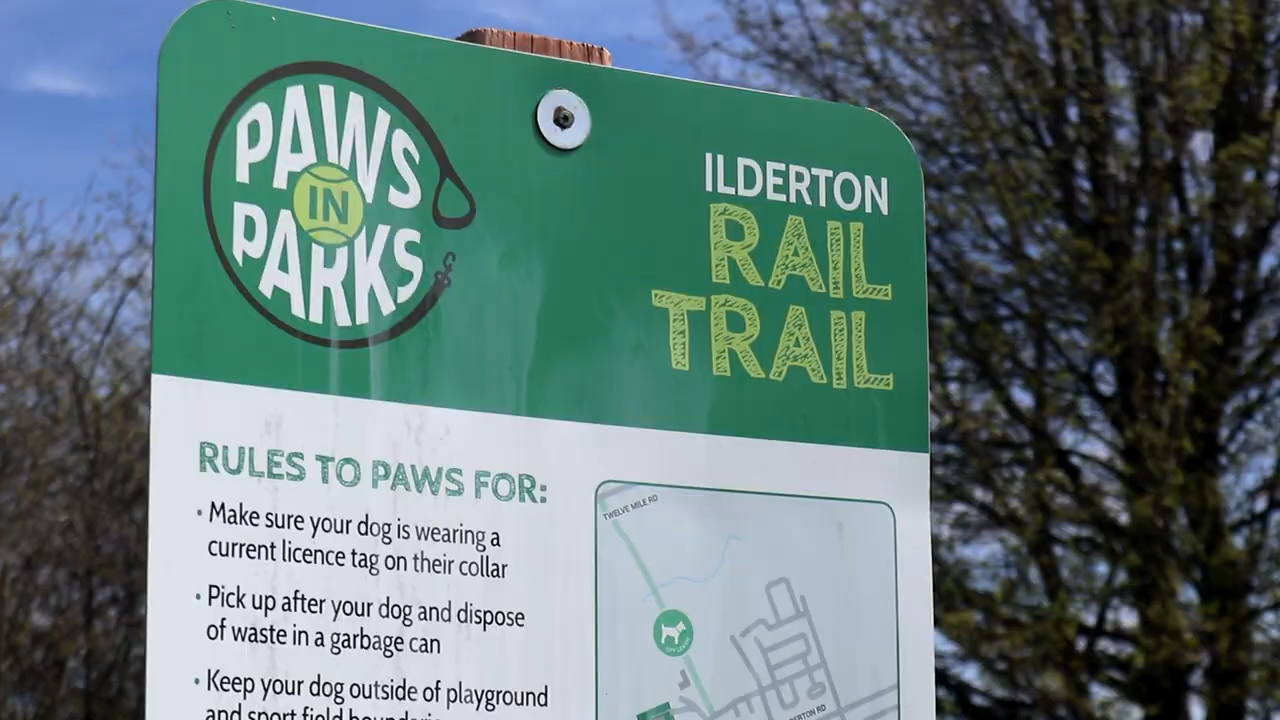 PAWS
IN
PARKS
ILDERTON
RAIL
TRAIL
RULES TO PAWS FOR:
• Make sure your dog is wearing a
current licence tag on their collar
• Pick up after your dog and dispose
of waste in a garbage can
• Keep your dog outside of playground
and sport field
TWELVE MILE RD
OFF LEASH
RD